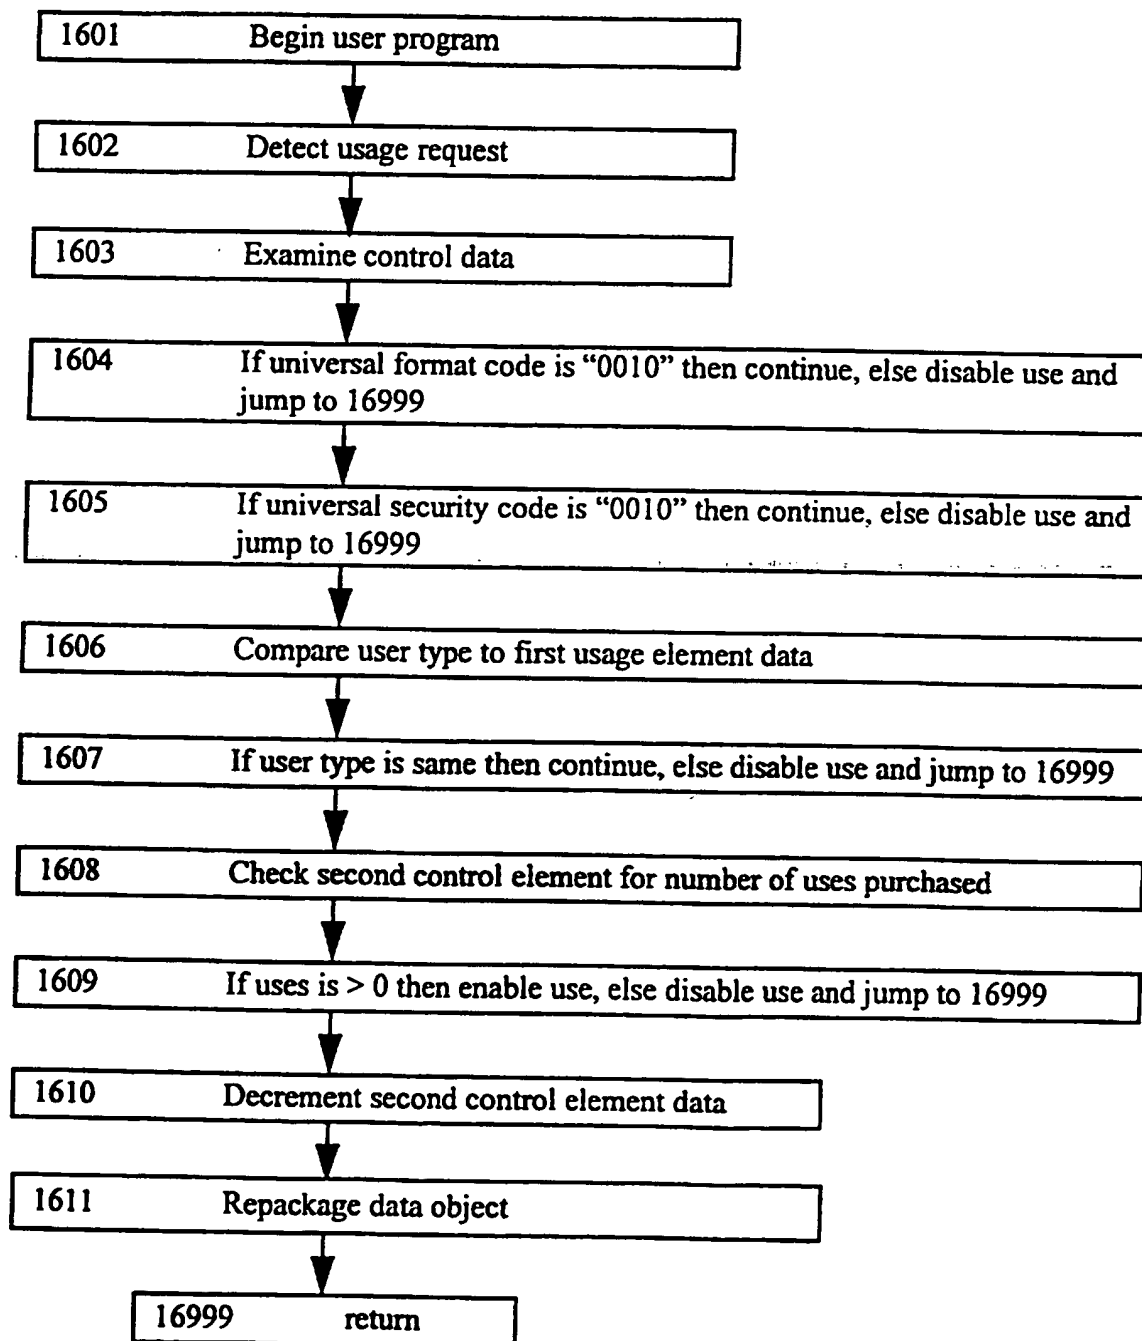 1601 Begin user program
1602 Detect usage request
1603 Examine control data
1604 If universal format code is “0010” then continue, else disable use and
jump to 16999
1605 If universal security code is “0010” then continue, else disable use and
jump to 16999
1606 Compare user type to first usage element data
1607 If user type is same then continue, else disable use and jump to 16999
1608 Check second control element for number of uses purchased
1609 If uses is > 0 then enable use, else disable use and jump to 16999
1610 Decrement second control element data
1611 Repackage data object
16999 return